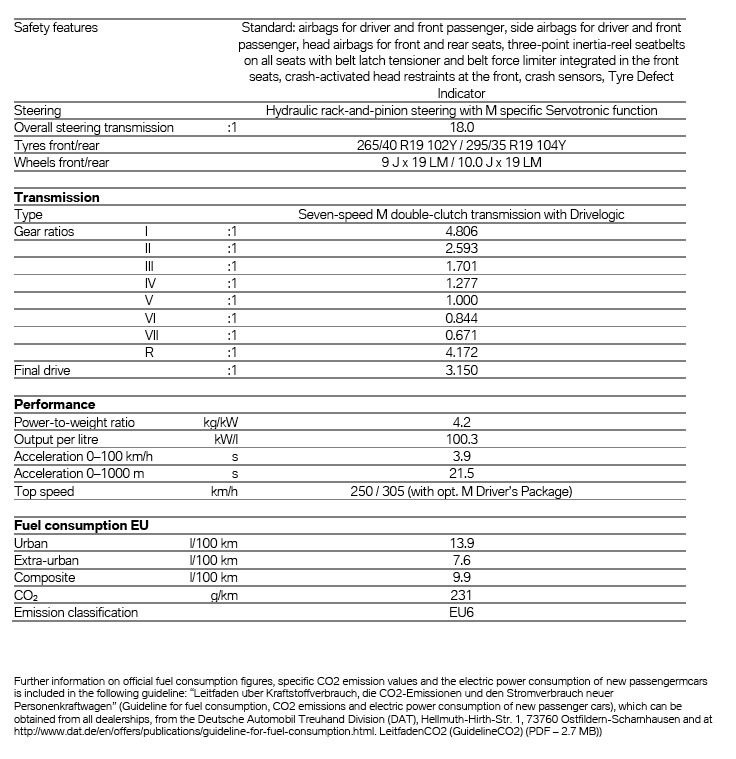 Safety features Standard: airbags for driver and front passenger, side airbags for driver and front
passenger, head airbags for front and rear seats, three-point inertia-reel seatbelts
on all seats with belt latch tensioner and belt force limiter integrated in the front
seats, crash-activated head restraints at the front, crash sensors, Tyre Defect
Indicator
Steering Hydraulic rack-and-pinion steering with M specific Servotronic function
Overall steering transmission :1 18.0
Tyres front/rear 265/40 R19 102Y / 295/35 R19 104Y
Wheels front/rear 9 J x 19 LM / 10.0 J x 19 LM
Transmission
Type Seven-speed M double-clutch transmission with Drivelogic
Gear ratios I :1 4.806
II :1 2.593
III :1 1.701
IV :1 1.277
V :1 1.000
VI :1 0.844
VII :1 0.671
R :1 4.172
Final drive :1 3.150
Performance
Power-to-weight ratio kg/kW 4.2
Output per litre kW/l 100.3
Acceleration 0–100 km/h s 3.9
Acceleration 0–1000 m s 21.5
Top speed km/h 250 / 305 (with opt. M Driver's Package)
Fuel consumption EU
Urban l/100 km 13.9
Extra-urban l/100 km 7.6
Composite l/100 km 9.9
CO₂ g/km 231
Emission classification EU6
Further information on official fuel consumption figures, specific CO2 emission values and the electric power consumption of new passengermcars
is included in the following guideline: "Leitfaden über Kraftstoffverbrauch, die CO2-Emissionen und den Stromverbrauch neuer
Personenkraftwagen" (Guideline for fuel consumption, CO2 emissions and electric power consumption of new passenger cars), which can be
obtained from all dealerships, from the Deutsche Automobil Treuhand Division (DAT), Hellmuth-Hirth-Str. 1, 73760 Ostfildern-Scharnhausen and at
http://www.dat.de/en/offers/publications/guideline-for-fuel-consumption.html. LeitfadenCO2 (GuidelineCO2) (PDF – 2.7 MB))